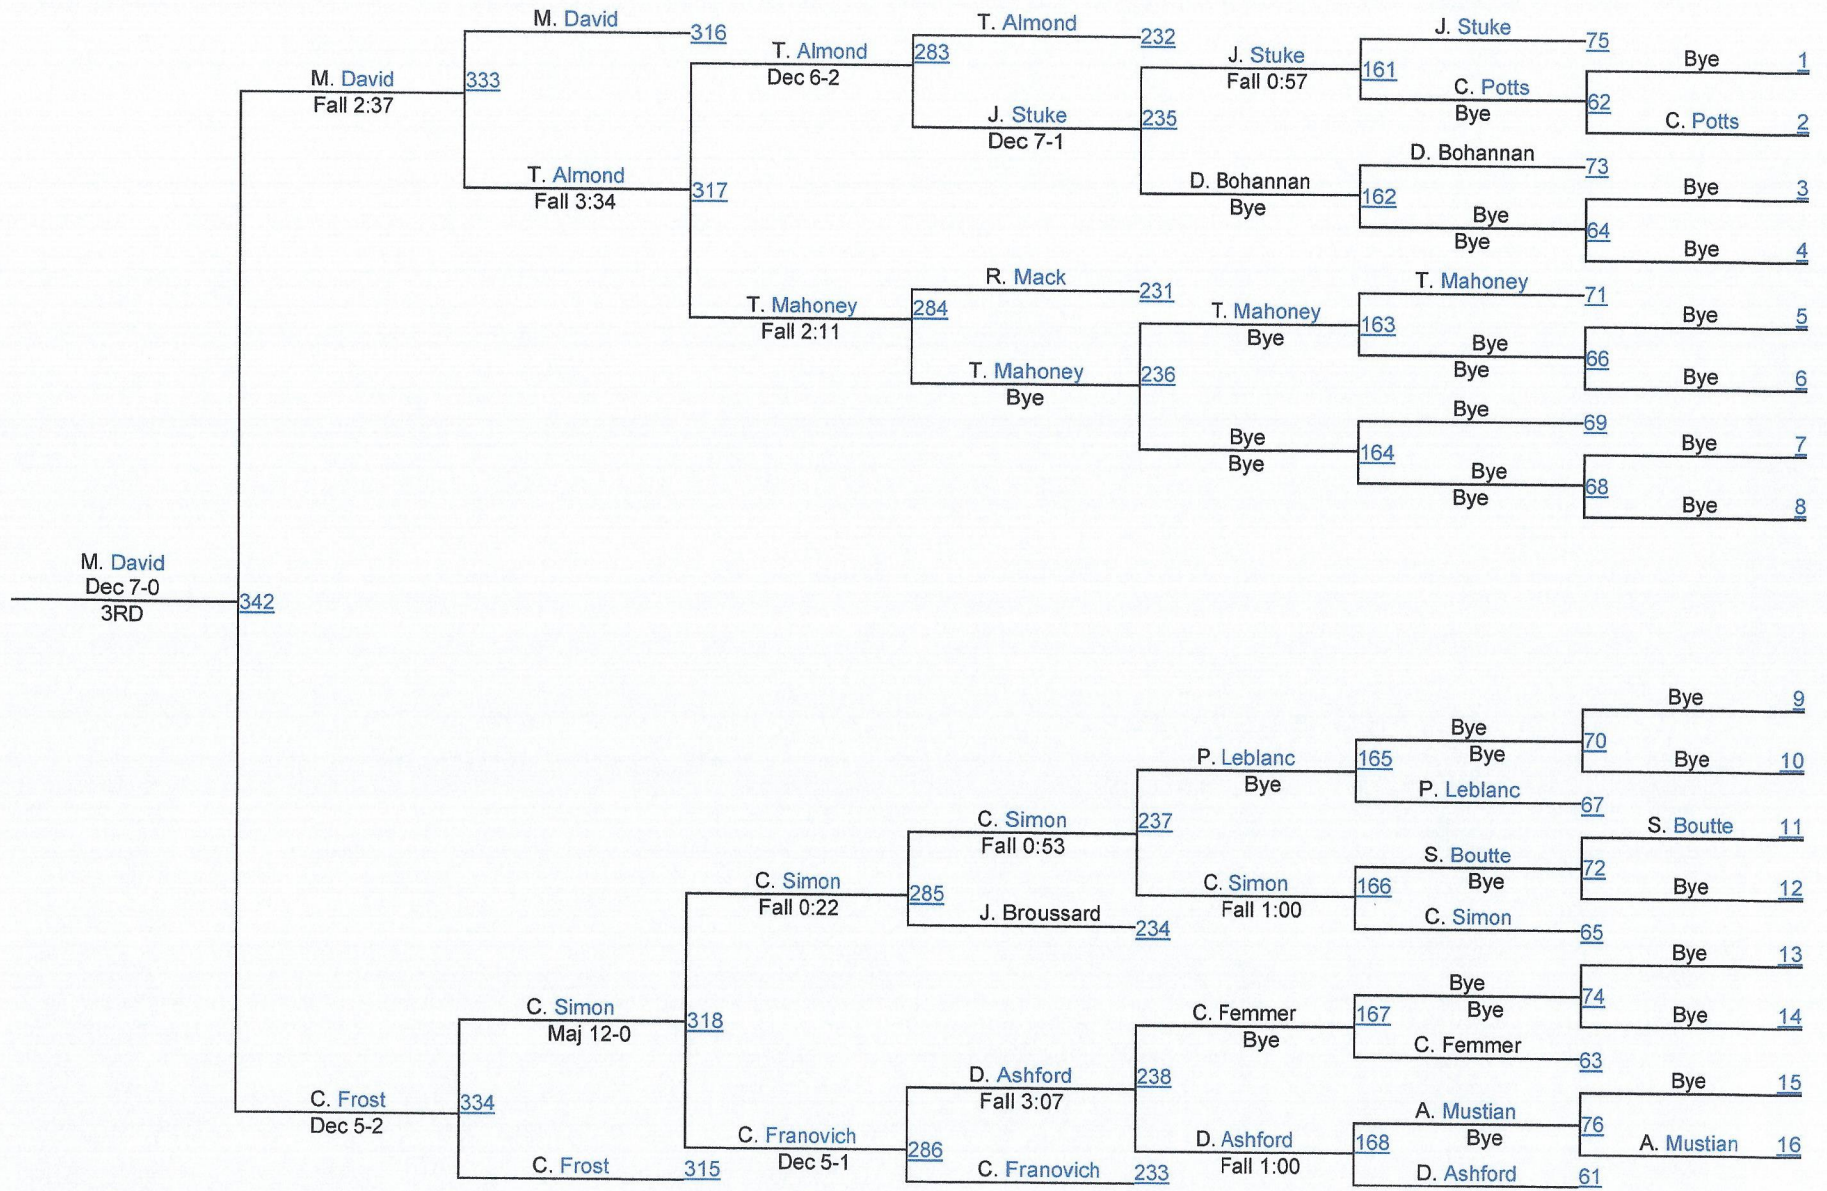 M. David
316
T. Almond
232
J. Stuke
75
T. Almond
Dec 6-2
283
J. Stuke
Fall 0:57
161
Bye
1
M. David
Fall 2:37
333
C. Potts
Bye
62
J. Stuke
Dec 7-1
235
C. Potts
2
D. Bohannan
73
T. Almond
Fall 3:34
317
D. Bohannan
Bye
162
Bye
3
Bye
Bye
64
Bye
4
R. Mack
231
T. Mahoney
71
T. Mahoney
Fall 2:11
284
T. Mahoney
Bye
163
Bye
5
Bye
Bye
66
T. Mahoney
Bye
236
Bye
6
Bye
69
Bye
Bye
164
Bye
7
Bye
Bye
68
Bye
8
M. David
Dec 7-0
3RD
342
Bye
9
Bye
Bye
70
P. Leblanc
Bye
165
Bye
10
P. Leblanc
67
C. Simon
Fall 0:53
237
S. Boutte
11
S. Boutte
Bye
72
C. Simon
Fall 0:22
285
C. Simon
Fall 1:00
166
Bye
12
J. Broussard
234
C. Simon
65
Bye
13
Bye
Bye
74
C. Simon
Maj 12-0
318
C. Femmer
Bye
167
Bye
14
C. Femmer
63
D. Ashford
Fall 3:07
238
Bye
15
C. Frost
Dec 5-2
334
A. Mustian
Bye
76
C. Franovich
Dec 5-1
286
D. Ashford
Fall 1:00
168
A. Mustian
16
C. Frost
315
C. Franovich
233
D. Ashford
61